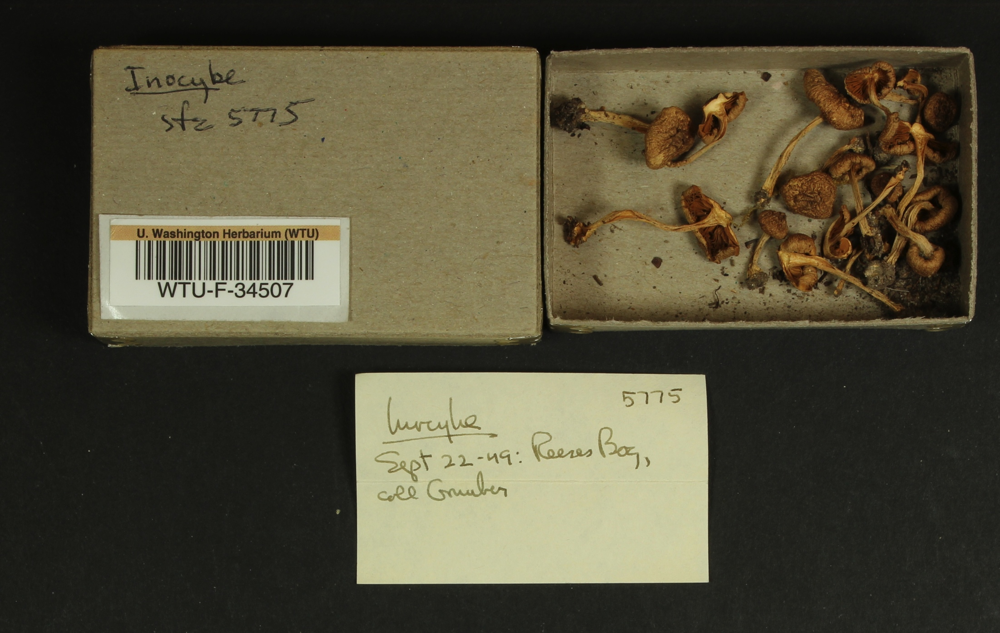 Inocybe
sfz 5775
U. Washington Herbarium (WTU)
WTU-F-34507
5775
Inocybe
Sept 22-49: Reeses Bog,,
coll Gruber